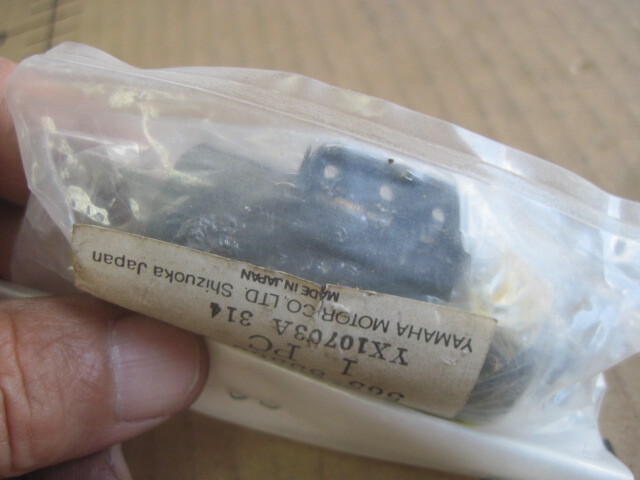 1 PC
YX10703A 314
YAMAHA MOTOR CO.,LTD. Shizuoka Japan
MADE IN JAPAN